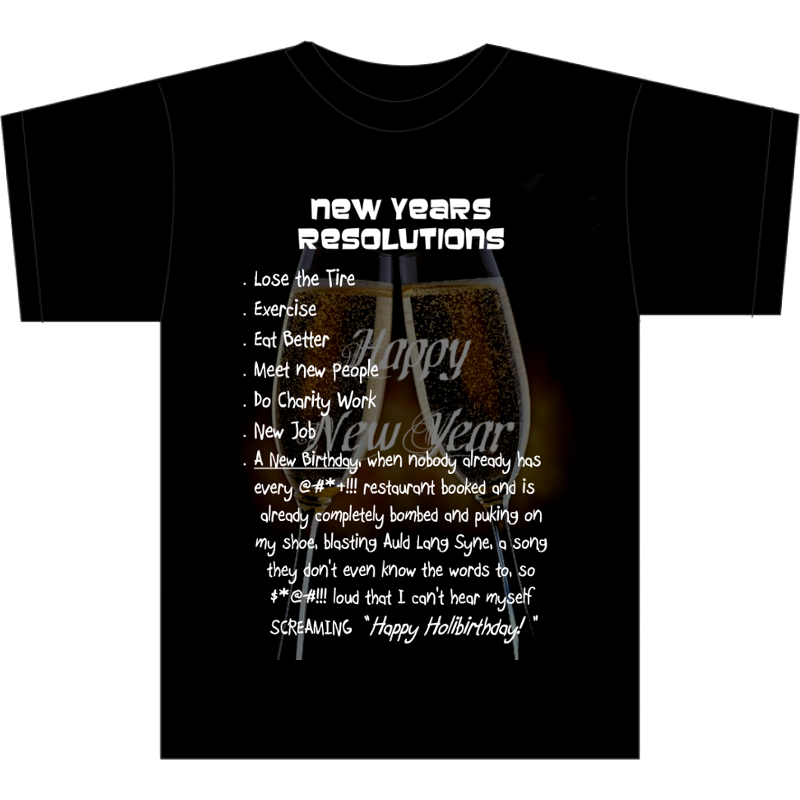 New Years
Resolutions
. Lose the Tire
. Exercise
. Eat Better
. Meet new People
. Do Charity Work
. New Job
. A New Birthday, when nobody already has
every @#*+!!! restaurant booked and is
already completely bombed and puking on
my shoe, blasting Auld Lang Syne, a song
they don't even know the words to, so
$*@#!!! loud that I can't hear myself
SCREAMING "Happy Holibirthday! "
Happy
New Year